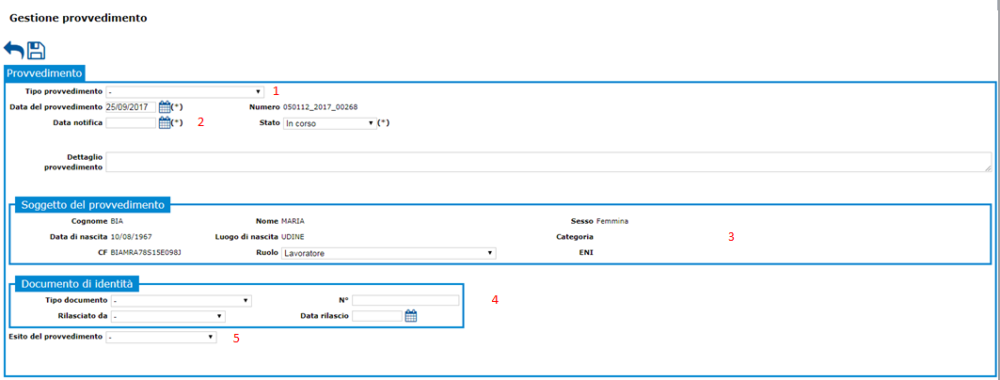 Gestione provvedimento
Provvedimento
Tipo provvedimento - 1
Data del provvedimento 25/09/2017 (*) Numero 050112_2017_00268
Data notifica (*) 2 Stato In corso (*)
Dettaglio
provvedimento
Soggetto del provvedimento
Cognome BIA Nome MARIA Sesso Femmina
Data di nascita 10/08/1967 Luogo di nascita UDINE Categoria 3
CF BIAMRA78S15E098J Ruolo Lavoratore ENI
Documento di identità
Tipo documento - N° 4
Rilasciato da - Data rilascio
Esito del provvedimento - 5